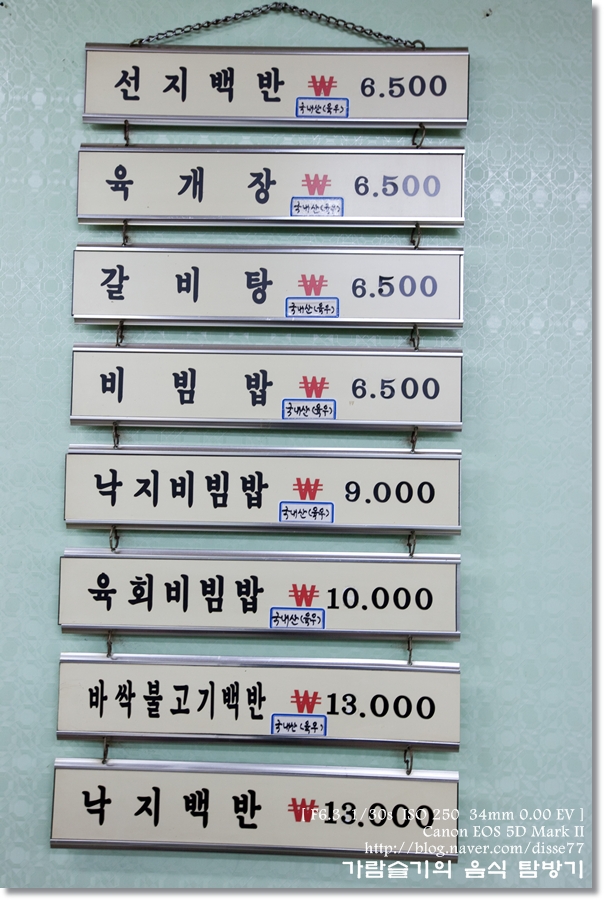 선지백반 ₩ 6.500
국내산(육우)
육개장 ₩ 6.500
국내산(육우)
갈비탕 ₩ 6.500
국내산(육우)
비빔밥 ₩ 6.500
국내산(육우)
낙지비빔밥 ₩ 9.000
국내산(육우)
육회비빔밥 ₩ 10.000
국내산(육우)
바싹불고기백반 ₩ 13.000
국내산(육우)
낙지백반 ₩ 13.000
[ F6.3, 1/30s ISO 250 34mm 0.00 EV ]
Canon EOS 5D Mark II
http://blog.naver.com/disse77
가람슬기의 음식 탐방기